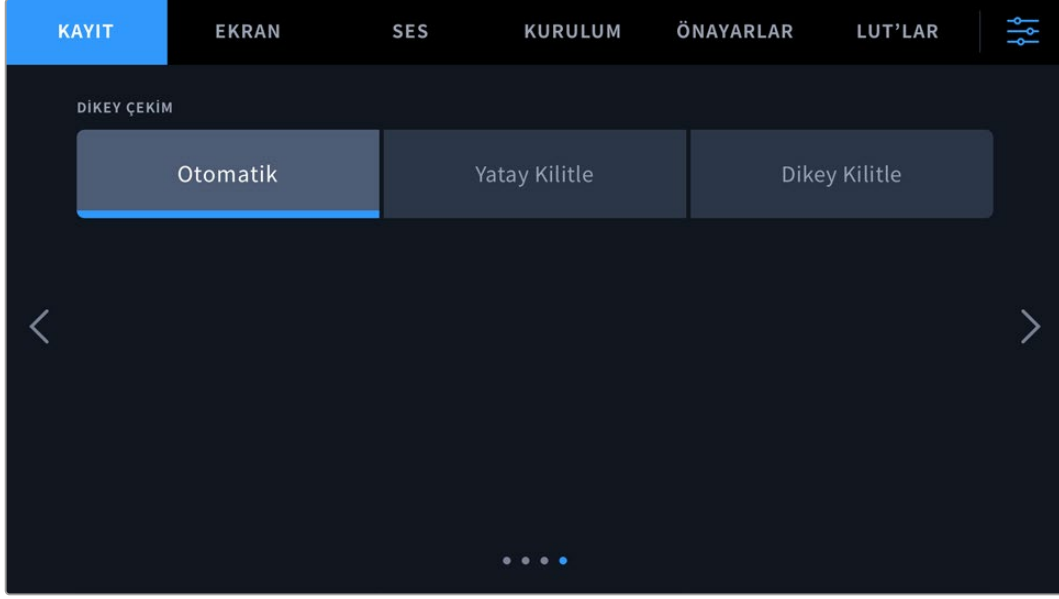 KAYIT EKRAN SES KURULUM ÖNAYARLAR LUT’LAR
DİKEY ÇEKİM
Otomatik Yatay Kilitle Dikey Kilitle